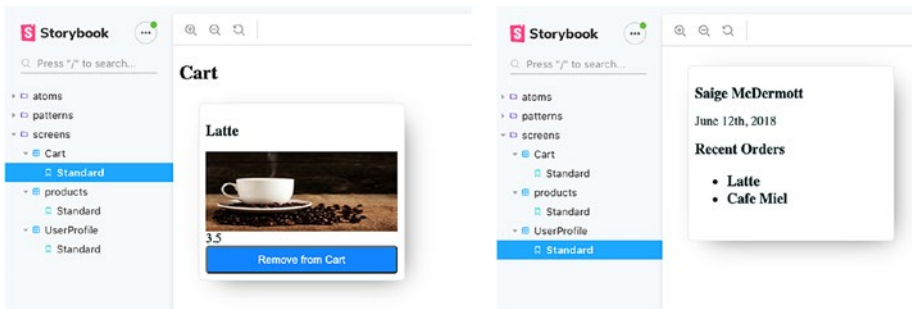 Storybook
Press "/" to search...
atoms
patterns
screens
Cart
Standard
products
Standard
UserProfile
Standard
Cart
Latte
3.5
Remove from Cart
Storybook
Press "/" to search...
atoms
patterns
screens
Cart
Standard
products
Standard
UserProfile
Standard
Saige McDermott
June 12th, 2018
Recent Orders
• Latte
• Cafe Miel